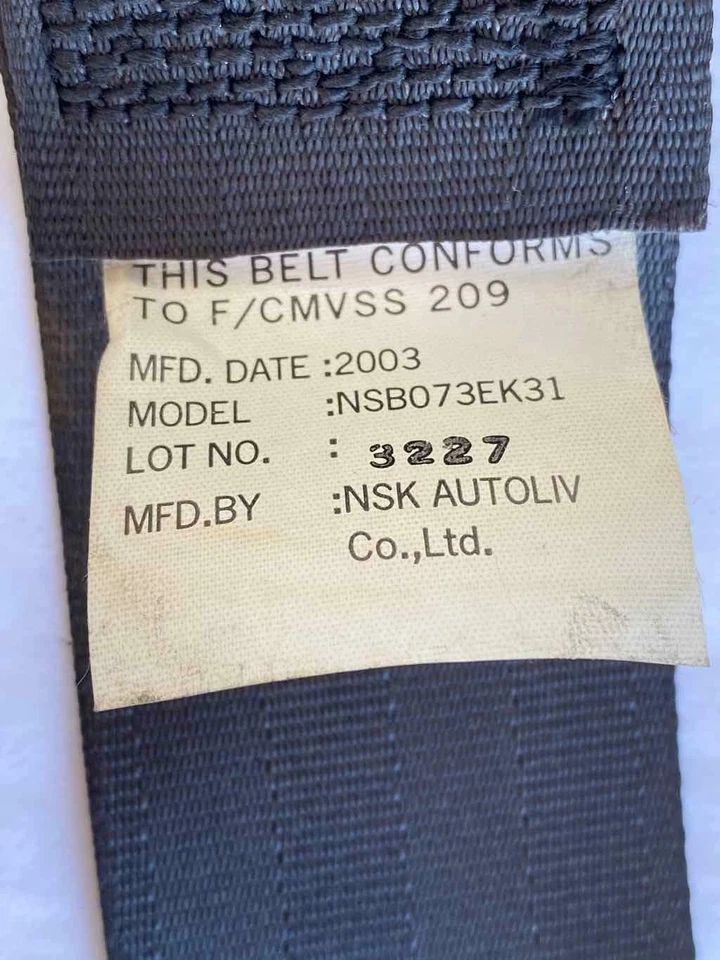 THIS BELT CONFORMS
TO F/CMVSS 209
MFD. DATE :2003
MODEL :NSB073EK31
LOT NO. : 3227
MFD.BY :NSK AUTOLIV
Co.,Ltd.